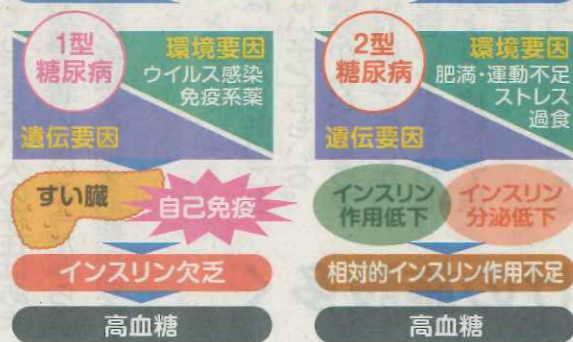 1型
糖尿病
環境要因
ウイルス感染
免疫系薬
遺伝要因
すい臓
自己免疫
インスリン欠乏
高血糖
2型
糖尿病
環境要因
肥満・運動不足
ストレス
過食
遺伝要因
インスリン
作用低下
インスリン
分泌低下
相対的インスリン作用不足
高血糖